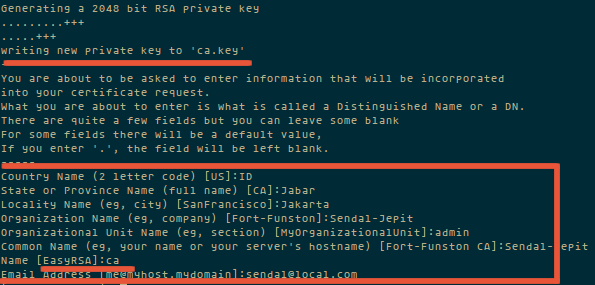 Generating a 2048 bit RSA private key
.........+++
.....+++
writing new private key to 'ca.key'
-----
You are about to be asked to enter information that will be incorporated
into your certificate request.
What you are about to enter is what is called a Distinguished Name or a DN.
There are quite a few fields but you can leave some blank
For some fields there will be a default value,
If you enter '.', the field will be left blank.
-----
Country Name (2 letter code) [US]:ID
State or Province Name (full name) [CA]:Jabar
Locality Name (eg, city) [SanFrancisco]:Jakarta
Organization Name (eg, company) [Fort-Funston]:Sendal-Jepit
Organizational Unit Name (eg, section) [MyOrganizationalUnit]:admin
Common Name (eg, your name or your server's hostname) [Fort-Funston CA]:Sendal-Jepit
Name [EasyRSA]:ca
Email Address [me@myhost.mydomain]:sendal@local.com